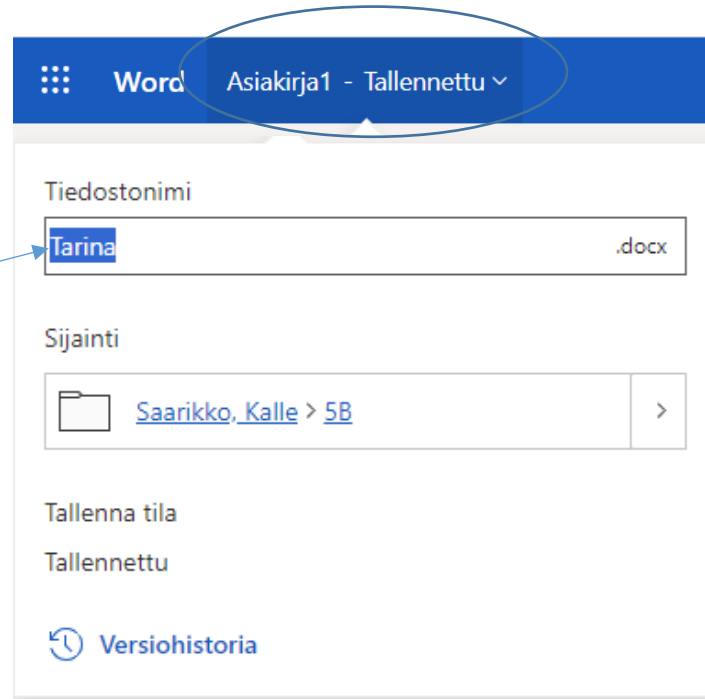 Word Asiakirja1 - Tallennettu
Tiedostonimi
Tarina .docx
Sijainti
Saarikko, Kalle > 5B >
Tallenna tila
Tallennettu
Versiohistoria